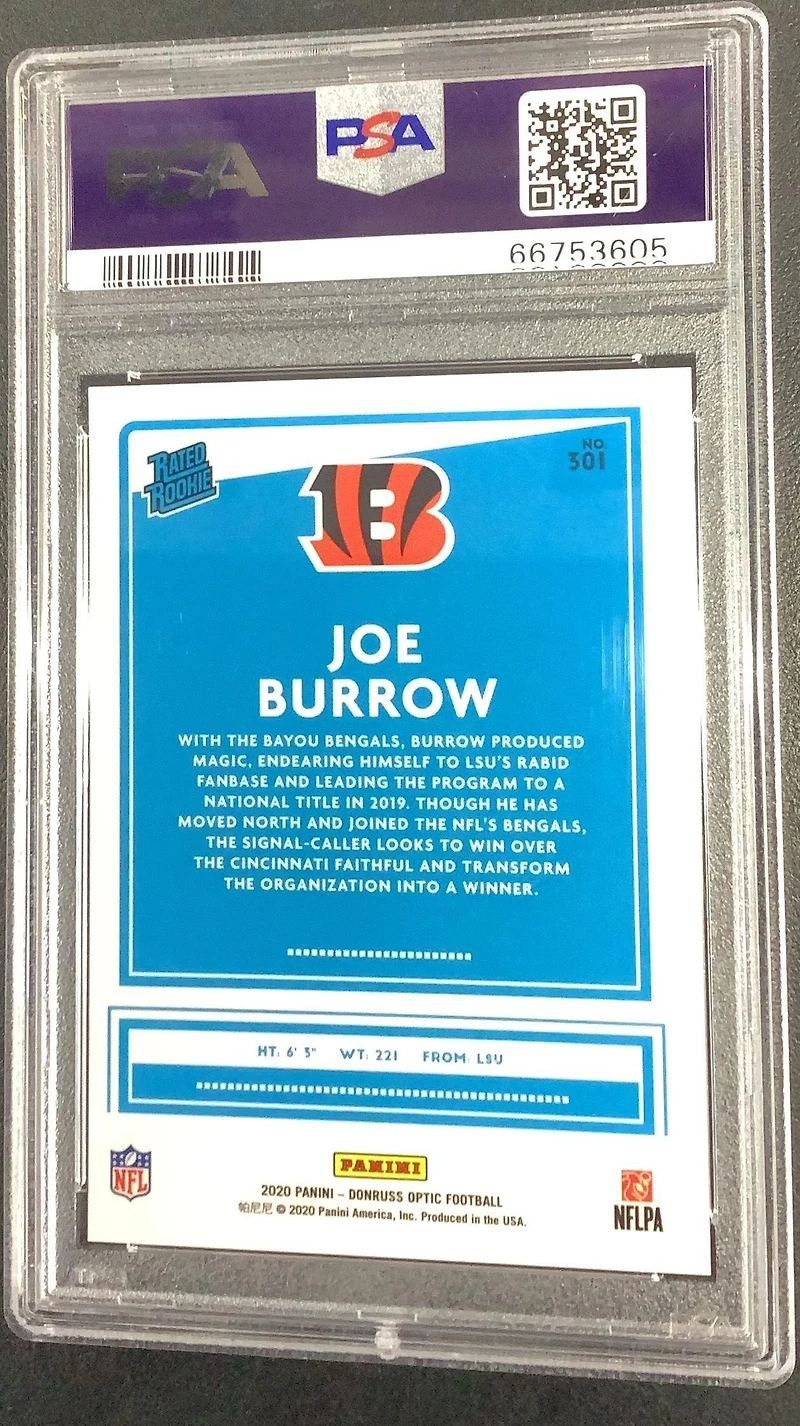 PSA
PSA
66753605
RATED
ROOKIE
NO.
301
B
JOE
BURROW
WITH THE BAYOU BENGALS, BURROW PRODUCED
MAGIC, ENDEARING HIMSELF TO LSU'S RABID
FANBASE AND LEADING THE PROGRAM TO A
NATIONAL TITLE IN 2019. THOUGH HE HAS
MOVED NORTH AND JOINED THE NFL'S BENGALS,
THE SIGNAL-CALLER LOOKS TO WIN OVER
THE CINCINNATI FAITHFUL AND TRANSFORM
THE ORGANIZATION INTO A WINNER.
HT: 6' 3" WT: 221 FROM: LSU
NFL
PANINI
2020 PANINI – DONRUSS OPTIC FOOTBALL
帕尼尼 © 2020 Panini America, Inc. Produced in the USA.
NFLPA